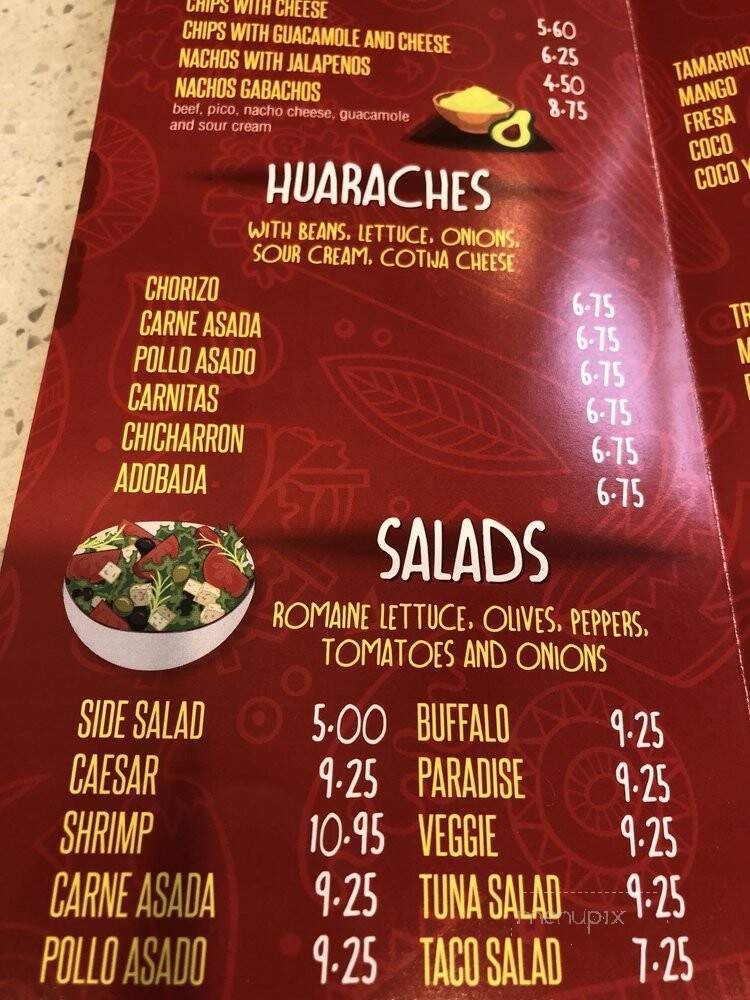 CHIPS WITH CHEESE 5.60
CHIPS WITH GUACAMOLE AND CHEESE 6.25
NACHOS WITH JALAPENOS 4.50
NACHOS GABACHOS 8.75
beef, pico, nacho cheese, guacamole
and sour cream
HUARACHES
WITH BEANS, LETTUCE, ONIONS,
SOUR CREAM, COTIJA CHEESE
CHORIZO 6.75
CARNE ASADA 6.75
POLLO ASADO 6.75
CARNITAS 6.75
CHICHARRON 6.75
ADOBADA 6.75
SALADS
ROMAINE LETTUCE, OLIVES, PEPPERS,
TOMATOES AND ONIONS
SIDE SALAD 5.00
CAESAR 9.25
SHRIMP 10.95
CARNE ASADA 9.25
POLLO ASADO 9.25
BUFFALO 9.25
PARADISE 9.25
VEGGIE 9.25
TUNA SALAD 9.25
TACO SALAD 7.25
TAMARINO
MANGO
FRESA
COCO
COCO Y
TR
M
menupix